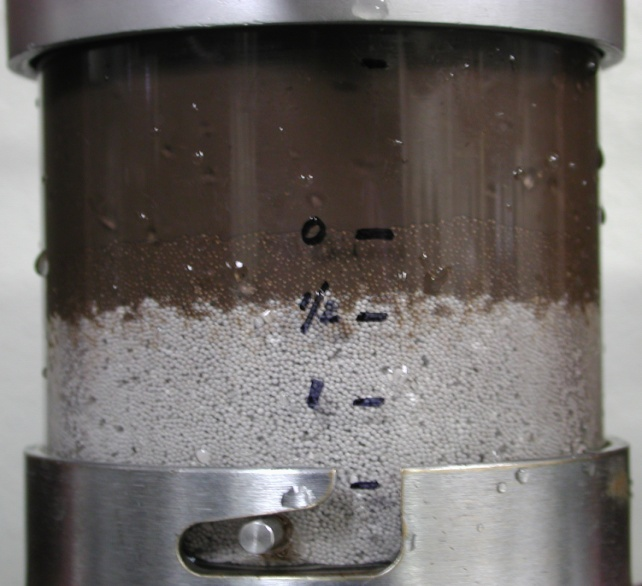 0 –
1/2 –
1 –